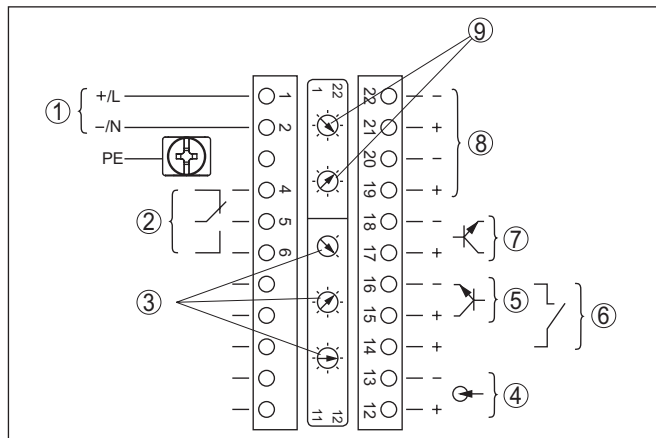 ⑨
1 22
① +/L 1 22 –
–/N 2 21 + ⑧
PE 20 –
4 19 +
② 5 18 – ⑦
6 17 +
③ 16 – ⑤
15 + ⑥
14 +
13 – ④
12 +
11 12